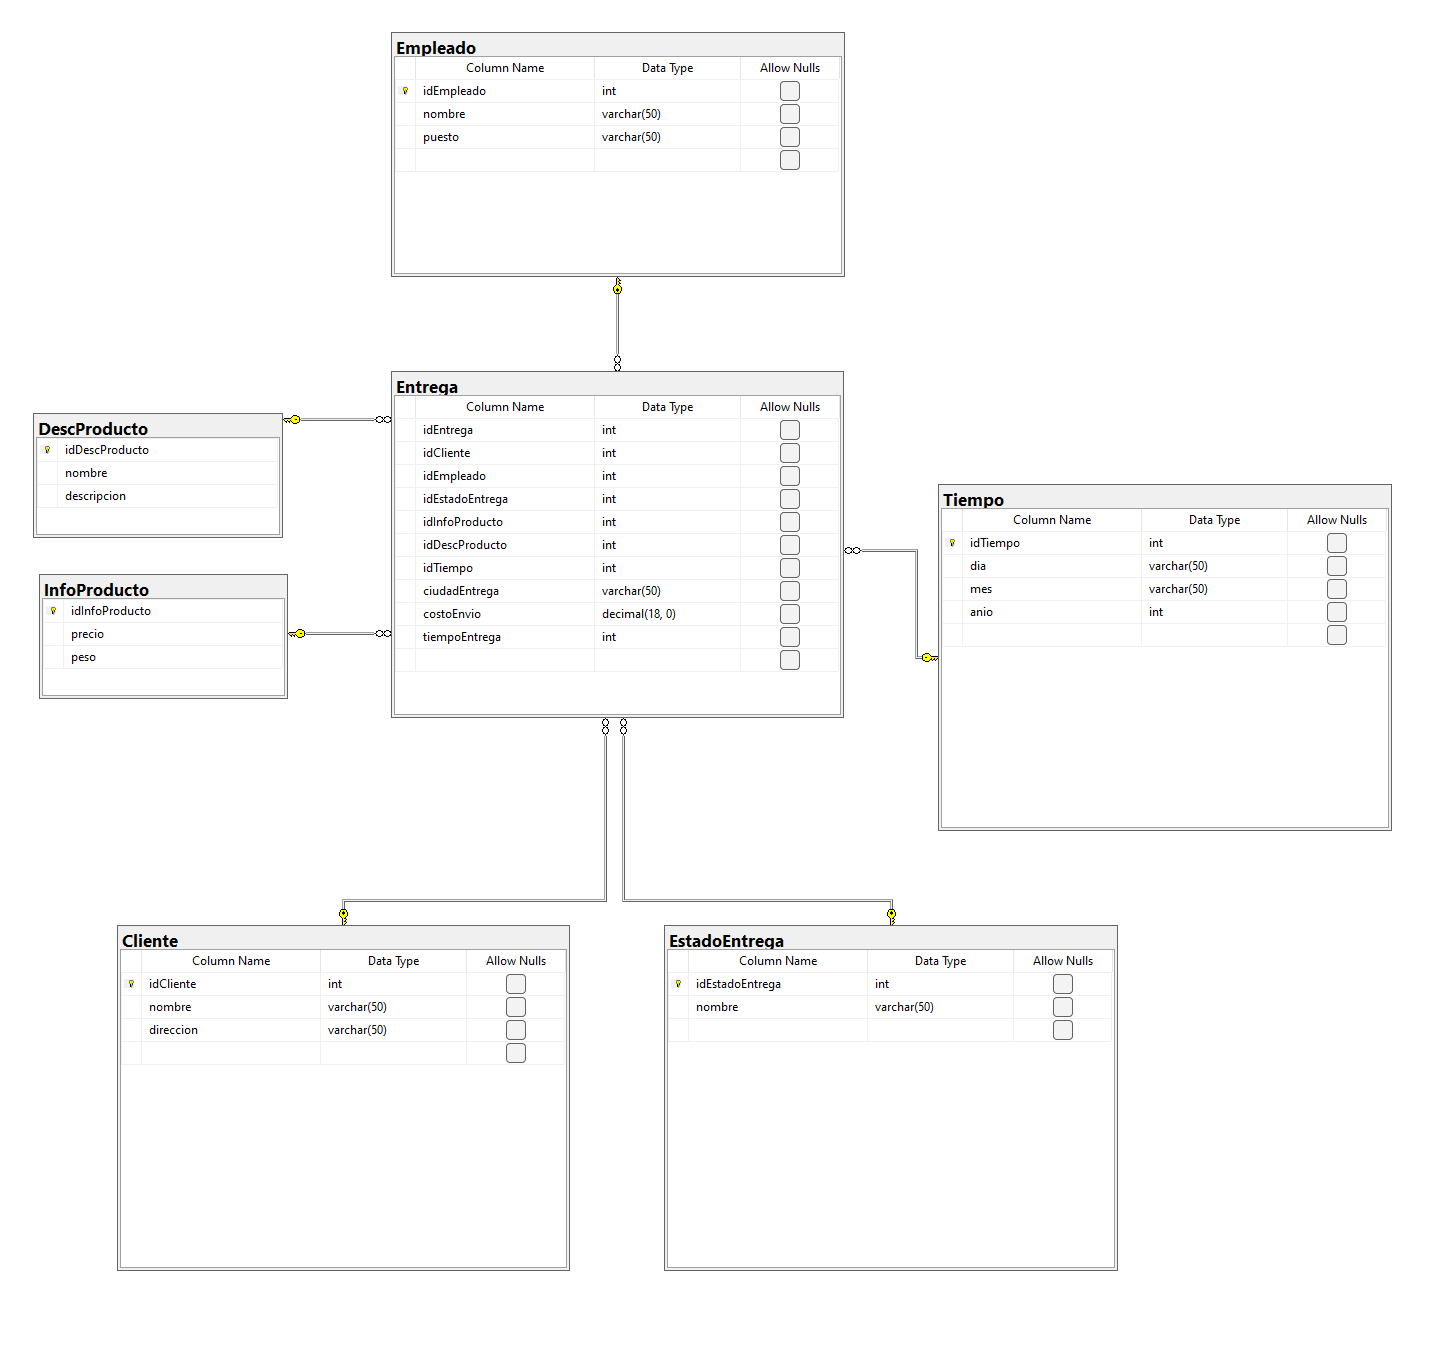 Empleado
Column Name Data Type Allow Nulls
idEmpleado int
nombre varchar(50)
puesto varchar(50)
Entrega
Column Name Data Type Allow Nulls
idEntrega int
idCliente int
idEmpleado int
idEstadoEntrega int
idInfoProducto int
idDescProducto int
idTiempo int
ciudadEntrega varchar(50)
costoEnvio decimal(18, 0)
tiempoEntrega int
DescProducto
idDescProducto
nombre
descripcion
InfoProducto
idInfoProducto
precio
peso
Tiempo
Column Name Data Type Allow Nulls
idTiempo int
dia varchar(50)
mes varchar(50)
anio int
Cliente
Column Name Data Type Allow Nulls
idCliente int
nombre varchar(50)
direccion varchar(50)
EstadoEntrega
Column Name Data Type Allow Nulls
idEstadoEntrega int
nombre varchar(50)